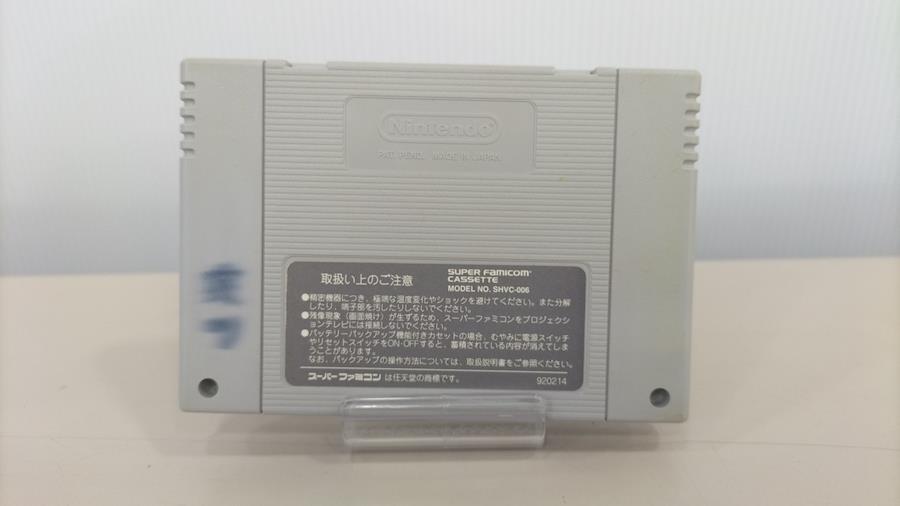 Nintendo
PAT. PEND. MADE IN JAPAN
取扱い上のご注意
SUPER FAMICOM
CASSETTE
MODEL NO. SHVC-006
●精密機器につき、極端な温度変化やショックを避けてください。また分解
したり、端子部を汚したりしないでください。
●残像現象（画面焼け）が生ずるため、スーパーファミコンをプロジェクシ
ョンテレビには接続しないでください。
●バッテリーバックアップ機能付きカセットの場合、むやみに電源スイッチ
やリセットスイッチをON・OFFすると、蓄積されている内容が消えてしま
うことがあります。
なお、バックアップの操作方法については、取扱説明書をご参照ください。
スーパーファミコンは任天堂の商標です。
920214